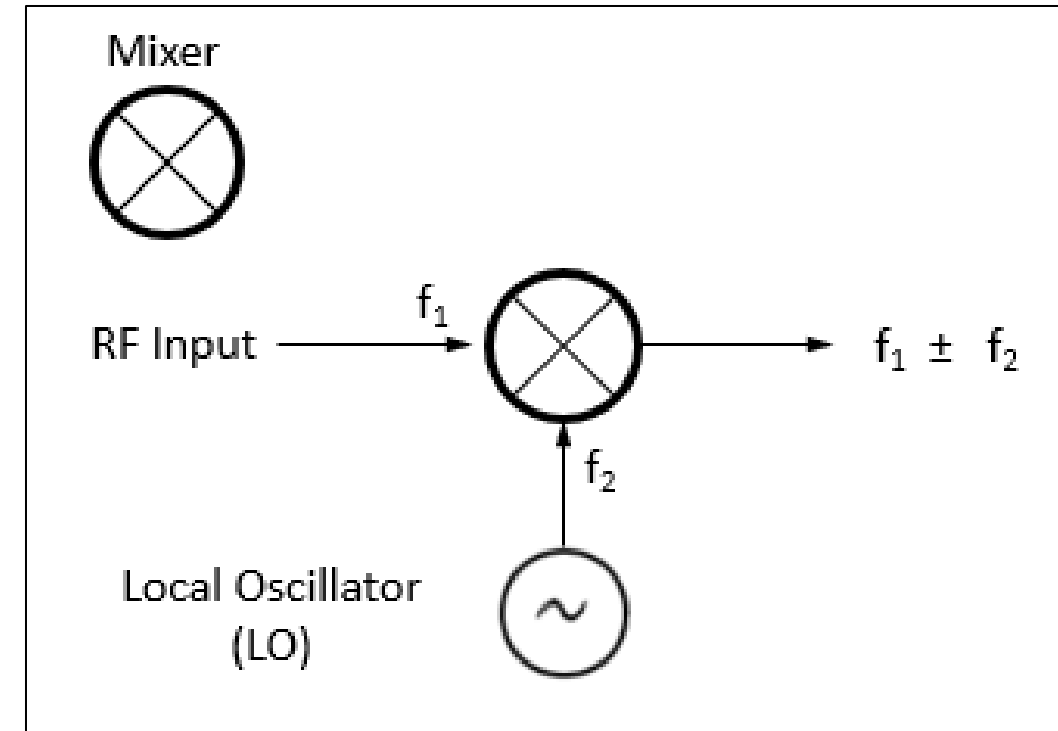 Mixer
f₁
RF Input
f₁ ± f₂
f₂
Local Oscillator
(LO)